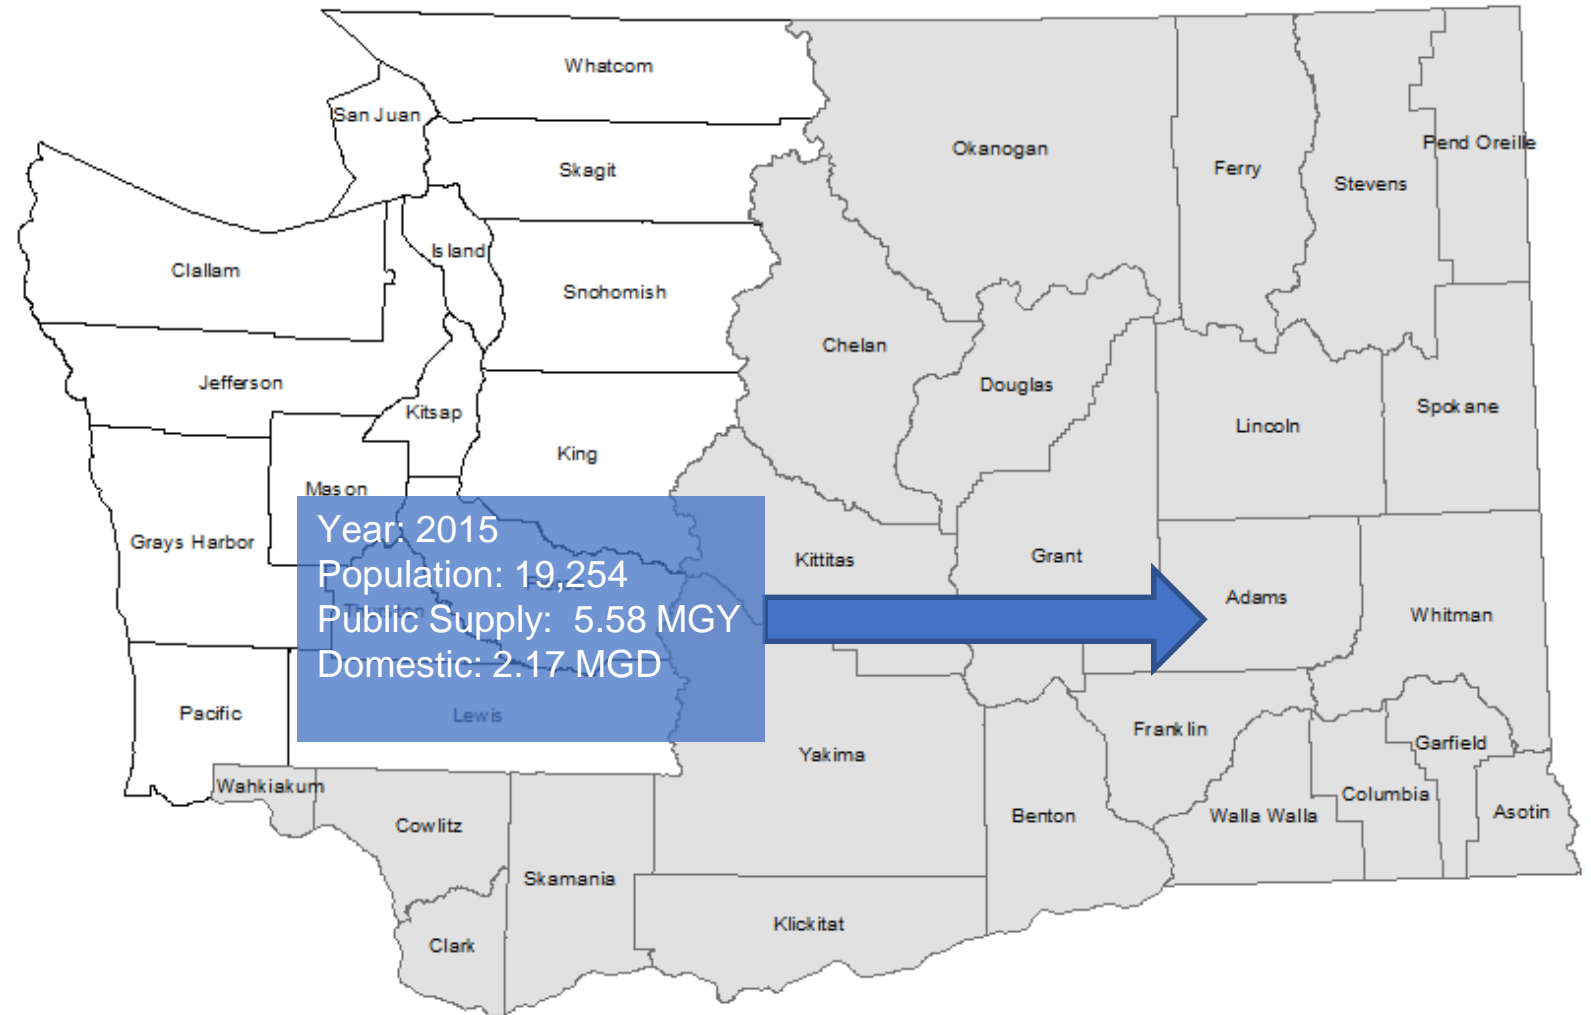 Whatcom
San Juan
Skagit
Okanogan
Ferry
Stevens
Pend Oreille
Clallam
Island
Snohomish
Chelan
Jefferson
Kitsap
Douglas
Spokane
Lincoln
King
Mason
Grays Harbor
Kittitas
Grant
Adams
Whitman
Year: 2015
Population: 19,254
Public Supply: 5.58 MGY
Domestic: 2.17 MGD
Pacific
Lewis
Yakima
Franklin
Garfield
Wahkiakum
Cowlitz
Benton
Walla Walla
Columbia
Asotin
Skamania
Klickitat
Clark